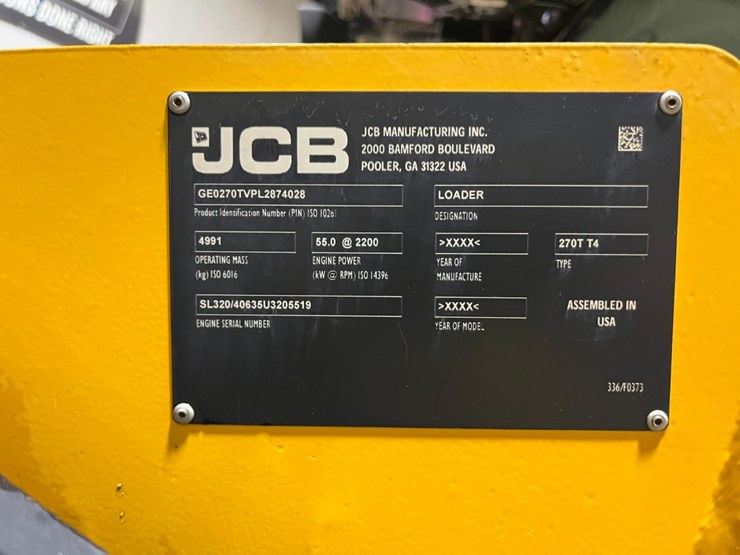 JCB
JCB MANUFACTURING INC.
2000 BAMFORD BOULEVARD
POOLER, GA 31322 USA
GE0270TVPL2874028
Product Identification Number (PIN) ISO 10261
LOADER
DESIGNATION
4991
OPERATING MASS
(kg) ISO 6016
55.0 @ 2200
ENGINE POWER
(kW @ RPM) ISO 14396
>XXXX<
YEAR OF
MANUFACTURE
270T T4
TYPE
SL320/40635U3205519
ENGINE SERIAL NUMBER
>XXXX<
YEAR OF MODEL
ASSEMBLED IN
USA
336/F0373
DONE RIGHT